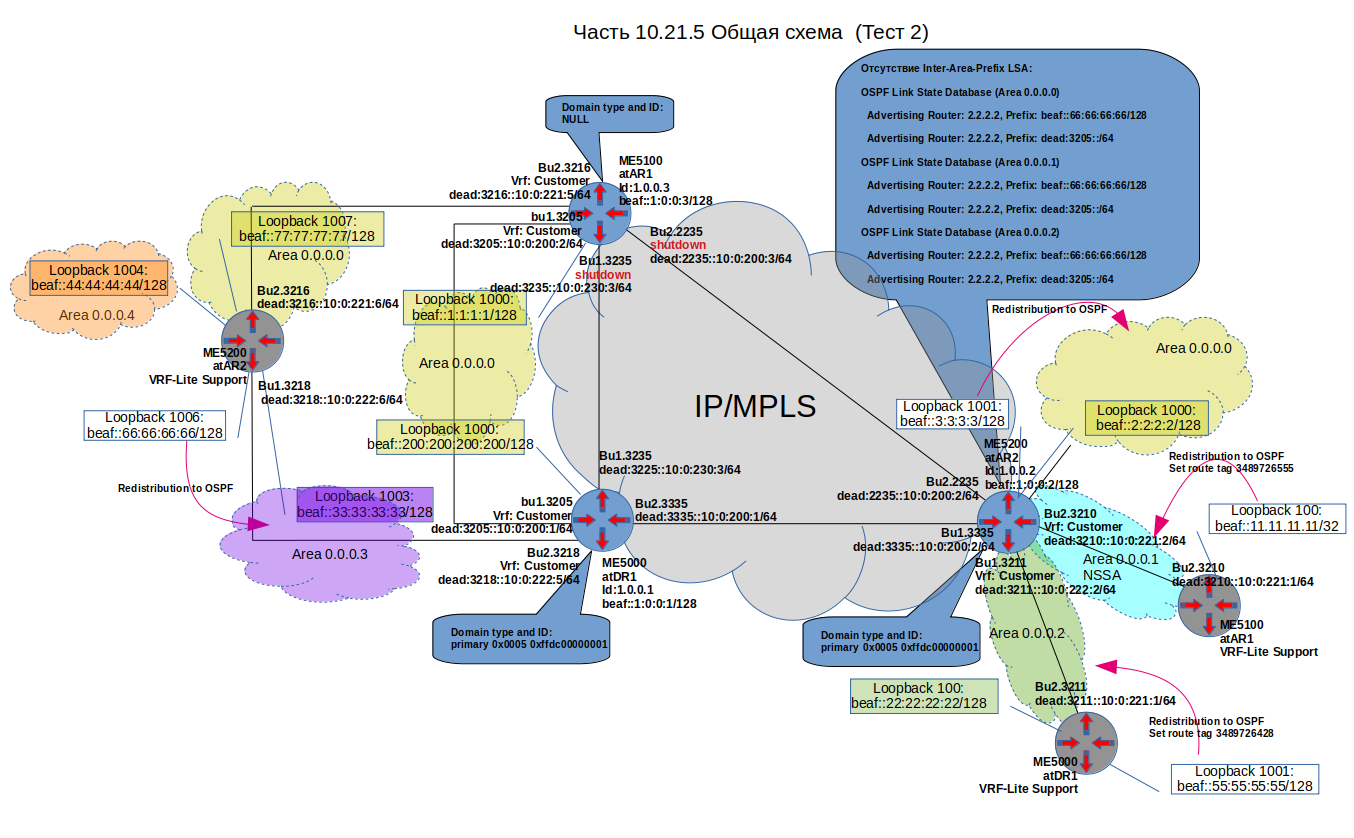 Часть 10.21.5 Общая схема (Тест 2)
Отсутствие Inter-Area-Prefix LSA:
OSPF Link State Database (Area 0.0.0.0)
Advertising Router: 2.2.2.2, Prefix: beaf::66:66:66:66/128
Advertising Router: 2.2.2.2, Prefix: dead:3205::/64
OSPF Link State Database (Area 0.0.0.1)
Advertising Router: 2.2.2.2, Prefix: beaf::66:66:66:66/128
Advertising Router: 2.2.2.2, Prefix: dead:3205::/64
OSPF Link State Database (Area 0.0.0.2)
Advertising Router: 2.2.2.2, Prefix: beaf::66:66:66:66/128
Advertising Router: 2.2.2.2, Prefix: dead:3205::/64
Domain type and ID:
NULL
Bu2.3216
Vrf: Customer
dead:3216::10:0:221:5/64
ME5100
atAR1
Id:1.0.0.3
beaf::1:0:0:3/128
bu1.3205
Vrf: Customer
dead:3205::10:0:200:2/64
Bu2.2235
shutdown
dead:2235::10:0:200:3/64
Bu1.3235
shutdown
dead:3235::10:0:230:3/64
Loopback 1007:
beaf::77:77:77:77/128
Area 0.0.0.0
Loopback 1004:
beaf::44:44:44:44/128
Area 0.0.0.4
Bu2.3216
dead:3216::10:0:221:6/64
ME5200
atAR2
VRF-Lite Support
Bu1.3218
dead:3218::10:0:222:6/64
Loopback 1000:
beaf::1:1:1:1/128
Area 0.0.0.0
Loopback 1000:
beaf::200:200:200:200/128
IP/MPLS
Redistribution to OSPF
Area 0.0.0.0
Loopback 1001:
beaf::3:3:3:3/128
Loopback 1000:
beaf::2:2:2:2/128
Loopback 1006:
beaf::66:66:66:66/128
Redistribution to OSPF
Loopback 1003:
beaf::33:33:33:33/128
Area 0.0.0.3
Bu1.3235
dead:3225::10:0:230:3/64
bu1.3205
Vrf: Customer
dead:3205::10:0:200:1/64
Bu2.3335
dead:3335::10:0:200:1/64
Bu2.3218
Vrf: Customer
dead:3218::10:0:222:5/64
ME5000
atDR1
Id:1.0.0.1
beaf::1:0:0:1/128
Domain type and ID:
primary 0x0005 0xffdc00000001
ME5200
atAR2
Id:1.0.0.2
beaf::1:0:0:2/128
Bu2.2235
dead:2235::10:0:200:2/64
Bu1.3335
dead:3335::10:0:200:2/64
Redistribution to OSPF
Set route tag 3489726555
Loopback 100:
beaf::11.11.11.11/32
Bu2.3210
Vrf: Customer
dead:3210::10:0:221:2/64
Area 0.0.0.1
NSSA
Bu2.3210
dead:3210::10:0:221:1/64
ME5100
atAR1
VRF-Lite Support
Bu1.3211
Vrf: Customer
dead:3211::10:0:222:2/64
Area 0.0.0.2
Domain type and ID:
primary 0x0005 0xffdc00000001
Loopback 100:
beaf::22:22:22:22/128
Bu2.3211
dead:3211::10:0:221:1/64
Redistribution to OSPF
Set route tag 3489726428
ME5000
atDR1
VRF-Lite Support
Loopback 1001:
beaf::55:55:55:55/128